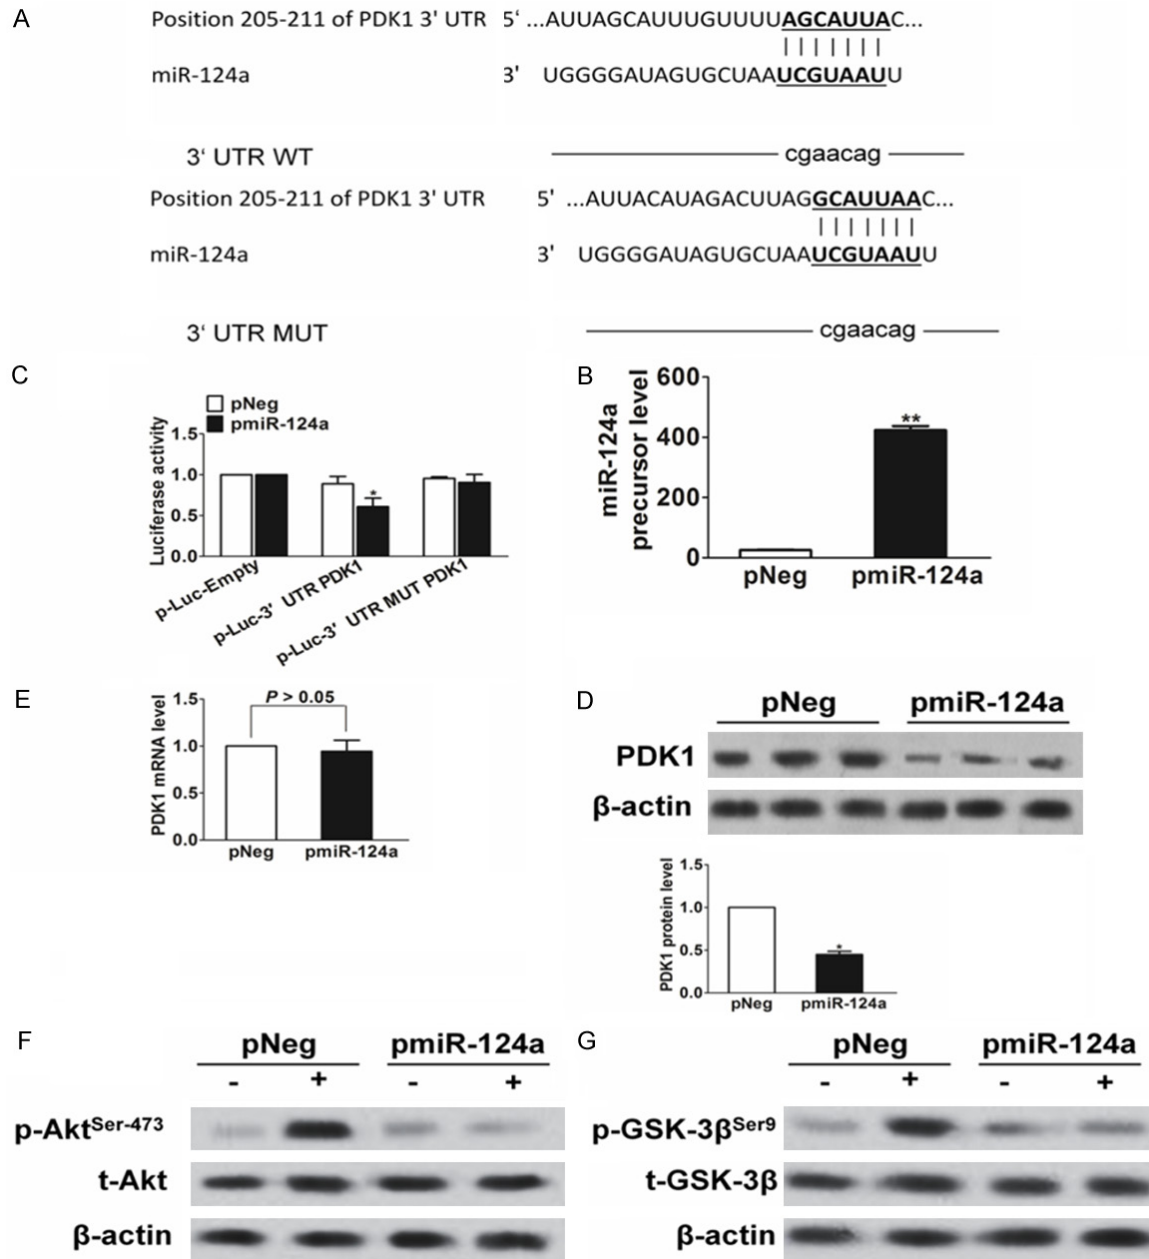 A
Position 205-211 of PDK1 3' UTR 5‘ ...AUUAGCAUUUGUUUUAGCAUUAC...
miR-124a 3' UGGGGAUAGUGCUAAUCGUAAUU
3‘ UTR WT cgaacag
Position 205-211 of PDK1 3' UTR 5' ...AUUACAUAGACUUAGGCAUUAAC...
miR-124a 3' UGGGGAUAGUGCUAAUCGUAAUU
3‘ UTR MUT cgaacag
C
pNeg
pmiR-124a
Luciferase activity
1.5
1.0
0.5
0.0
p-Luc-Empty
p-Luc-3' UTR PDK1
p-Luc-3' UTR MUT PDK1
*
B
miR-124a
precursor level
600
400
200
0
**
pNeg pmiR-124a
E
PDK1 mRNA level
1.5
1.0
0.5
0.0
P > 0.05
pNeg pmiR-124a
D
pNeg pmiR-124a
PDK1
β-actin
PDK1 protein level
1.5
1.0
0.5
0.0
*
pNeg pmiR-124a
F
pNeg pmiR-124a
- + - +
p-AktSer-473
t-Akt
β-actin
G
pNeg pmiR-124a
- + - +
p-GSK-3βSer9
t-GSK-3β
β-actin